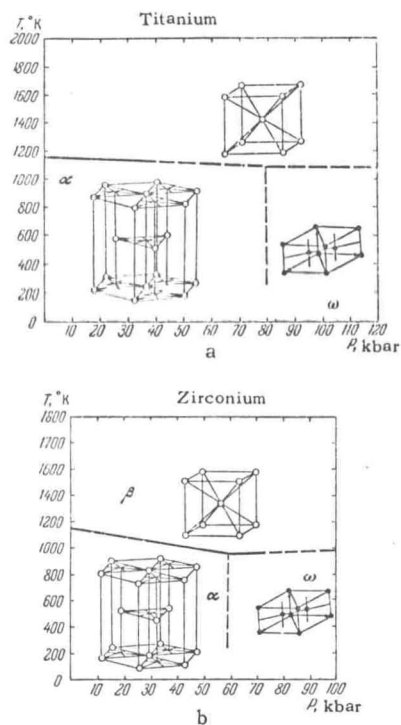 Titanium
T,°K
2000
1800
1600
1400
1200
1000
800
600
400
200
0
α
ω
10 20 30 40 50 60 70 80 90 100 110 120
P, kbar
a
Zirconium
T,°K
1800
1600
1400
1200
1000
800
600
400
200
0
β
α
ω
10 20 30 40 50 60 70 80 90 100
P, kbar
b